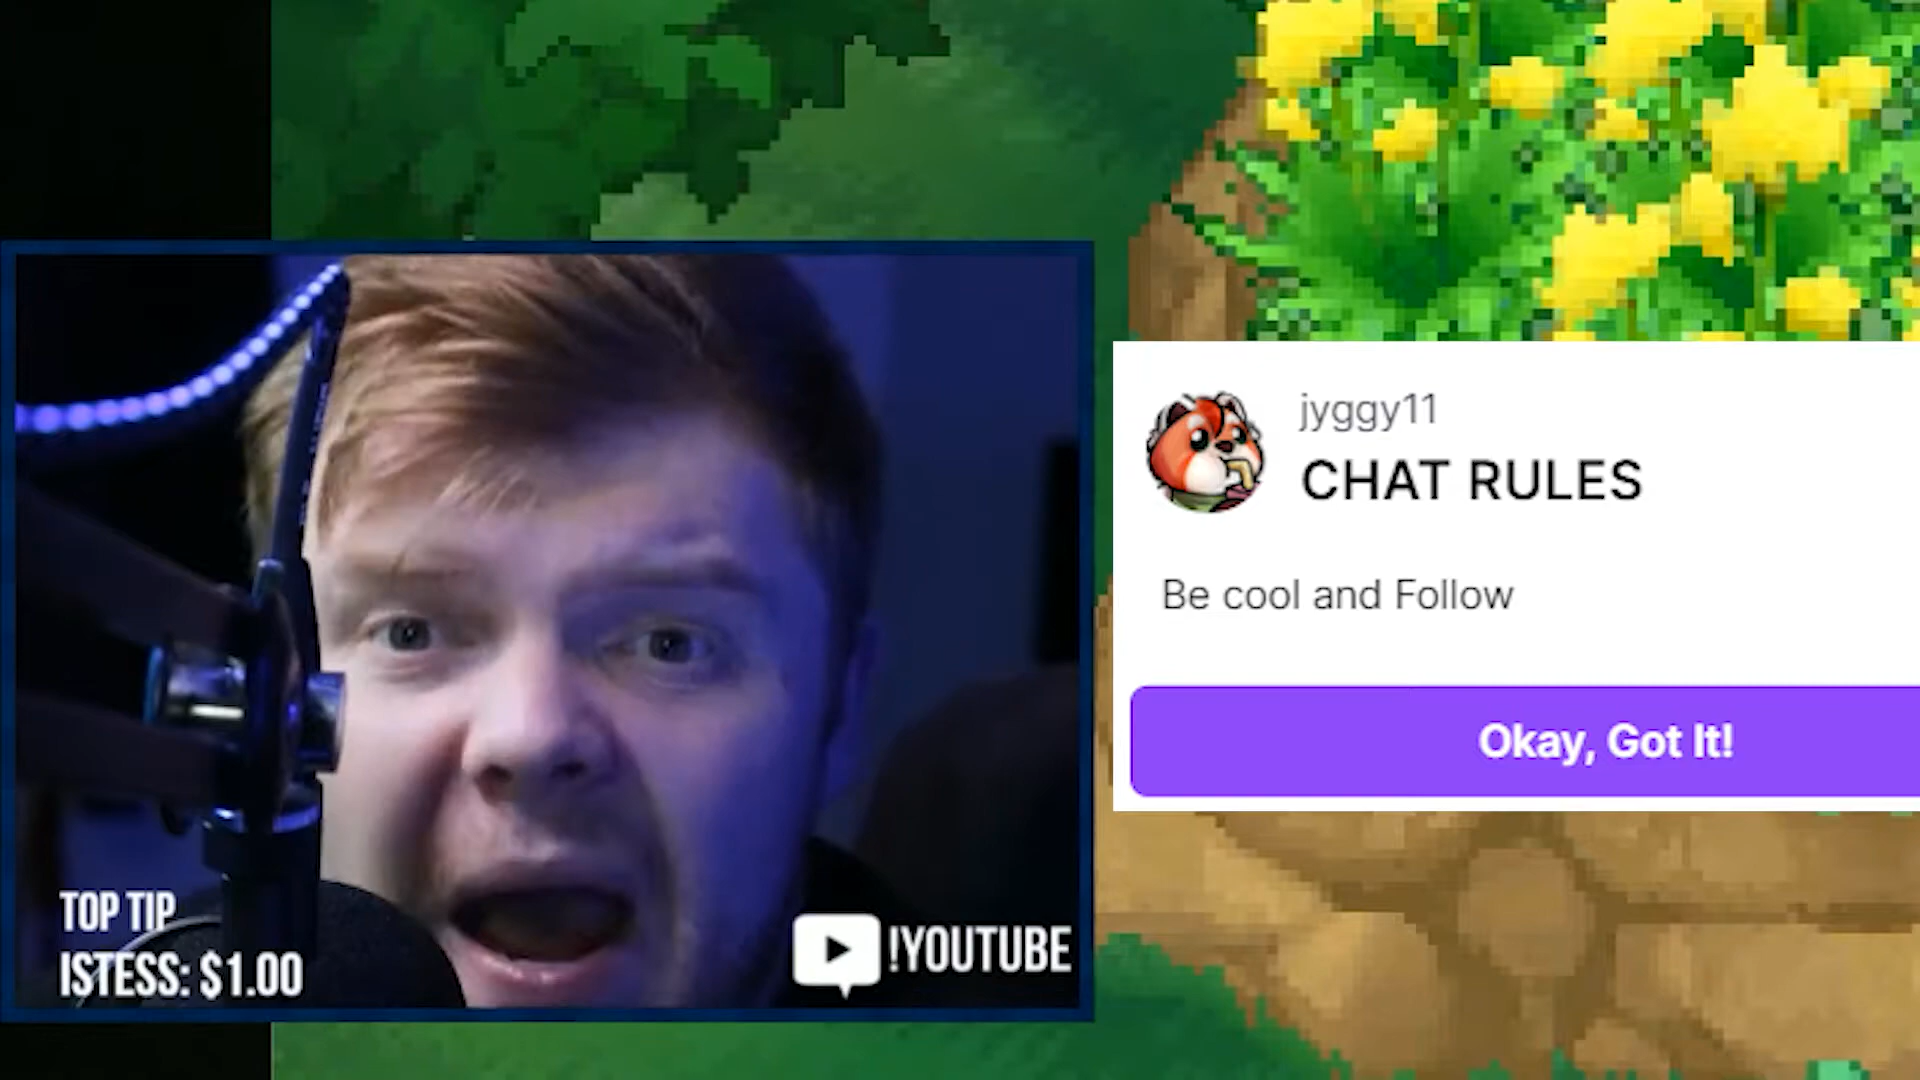 TOP TIP
ISTESS: $1.00
!YOUTUBE
jyggy11
CHAT RULES
Be cool and Follow
Okay, Got It!